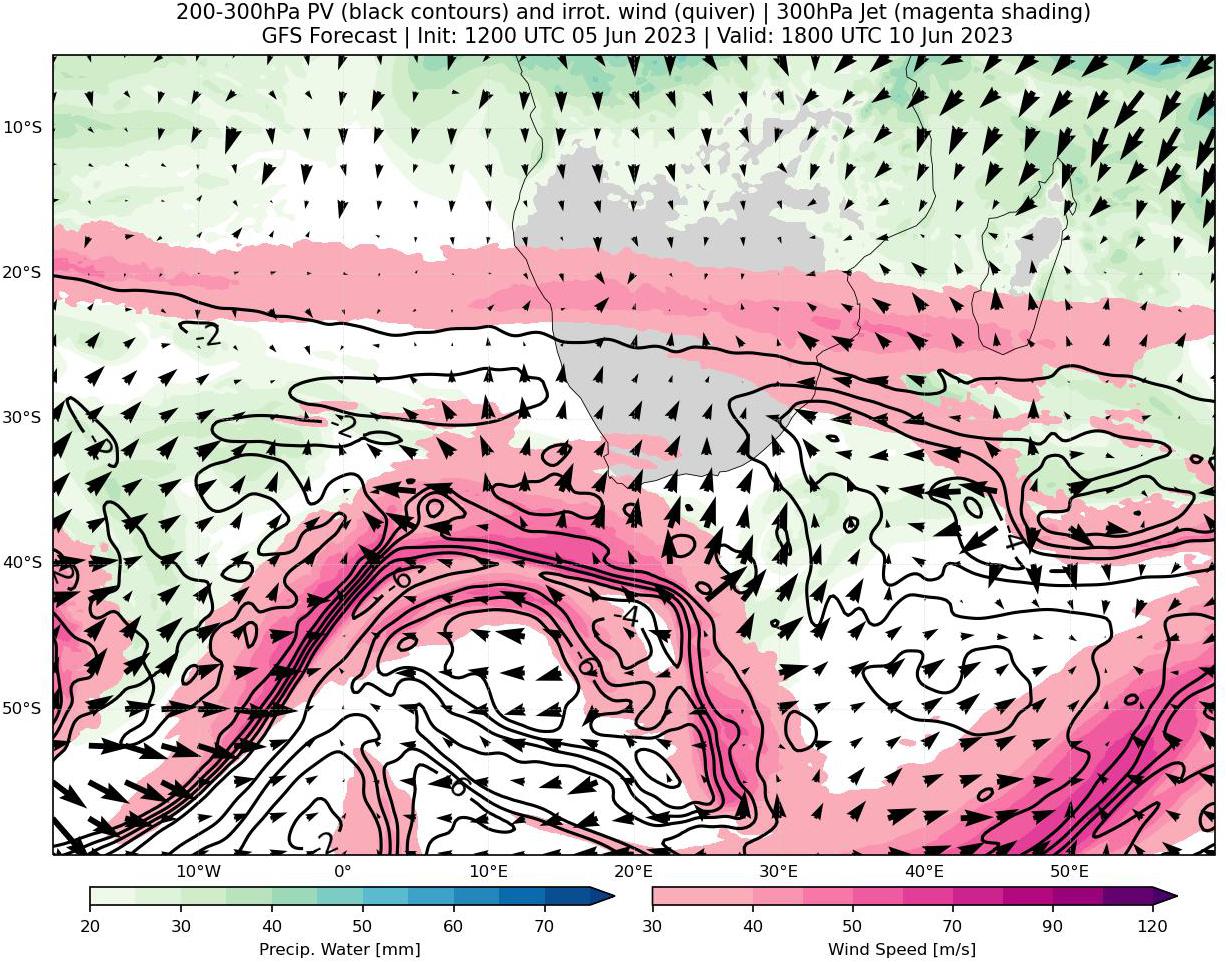 200-300hPa PV (black contours) and irrot. wind (quiver) | 300hPa Jet (magenta shading)
GFS Forecast | Init: 1200 UTC 05 Jun 2023 | Valid: 1800 UTC 10 Jun 2023
10°S
20°S
-2
30°S
-2
-2
-4
40°S
-2
-6
-4
-6
50°S
-8
-2
10°W 0° 10°E 20°E 30°E 40°E 50°E
20 30 40 50 60 70
Precip. Water [mm]
30 40 50 70 90 120
Wind Speed [m/s]